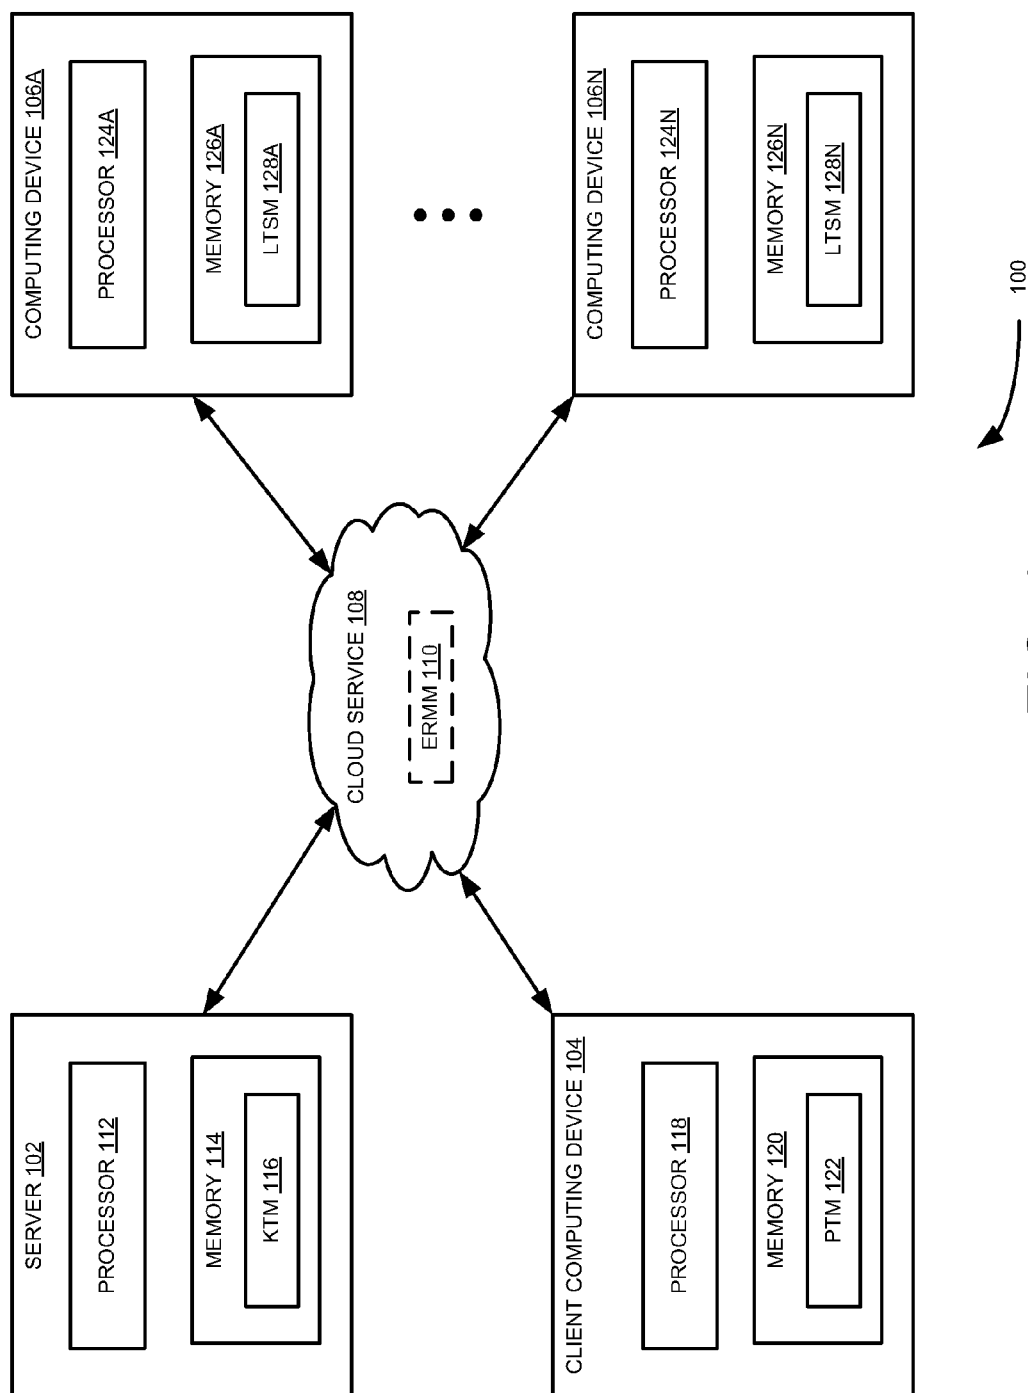 SERVER 102
PROCESSOR 112
MEMORY 114
KTM 116
CLIENT COMPUTING DEVICE 104
PROCESSOR 118
MEMORY 120
PTM 122
CLOUD SERVICE 108
ERMM 110
COMPUTING DEVICE 106A
PROCESSOR 124A
MEMORY 126A
LTSM 128A
COMPUTING DEVICE 106N
PROCESSOR 124N
MEMORY 126N
LTSM 128N
100